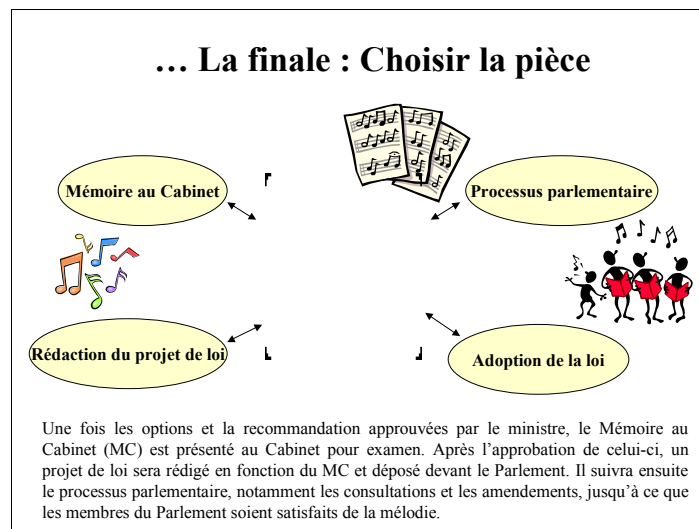 … La finale : Choisir la pièce
Mémoire au Cabinet
Processus parlementaire
Rédaction du projet de loi
Adoption de la loi
Une fois les options et la recommandation approuvées par le ministre, le Mémoire au
Cabinet (MC) est présenté au Cabinet pour examen. Après l’approbation de celui-ci, un
projet de loi sera rédigé en fonction du MC et déposé devant le Parlement. Il suivra ensuite
le processus parlementaire, notamment les consultations et les amendements, jusqu’à ce que
les membres du Parlement soient satisfaits de la mélodie.